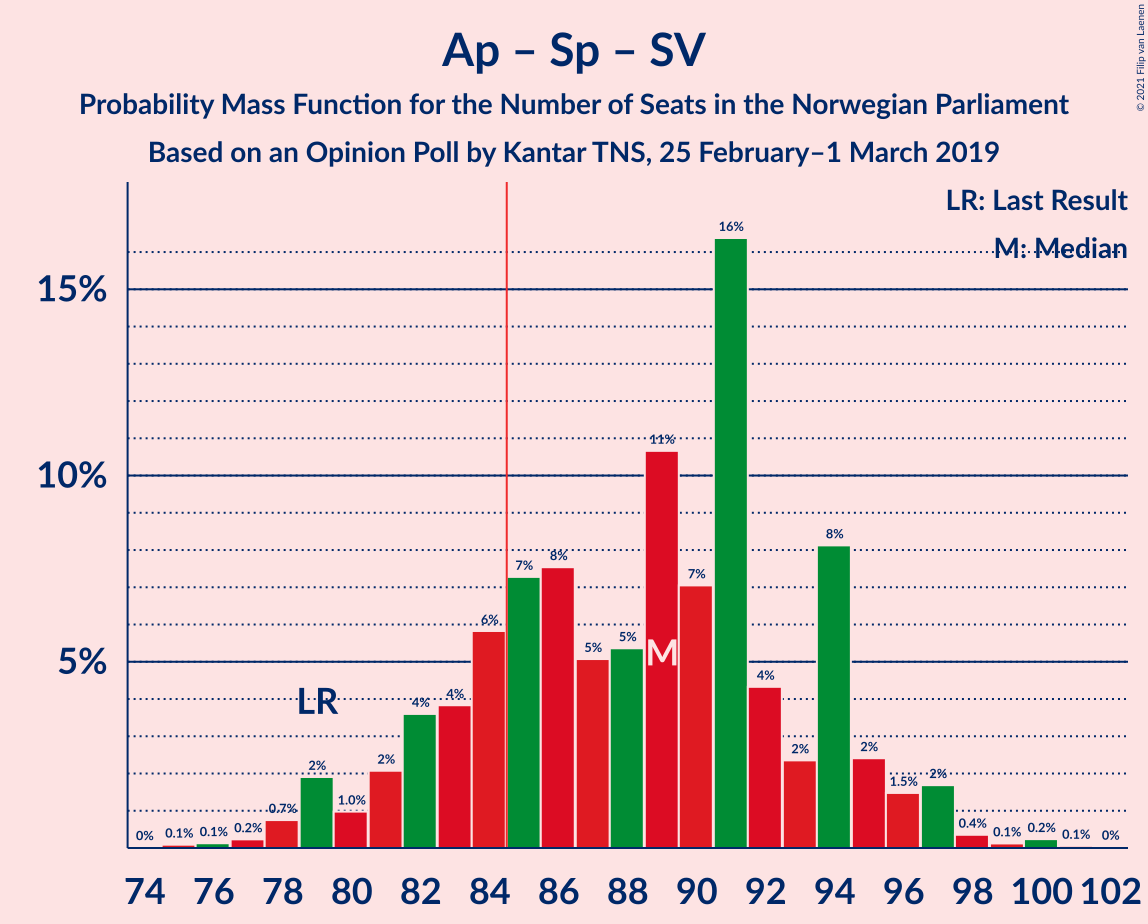 Ap – Sp – SV
Probability Mass Function for the Number of Seats in the Norwegian Parliament
Based on an Opinion Poll by Kantar TNS, 25 February–1 March 2019
© 2021 Filip van Laenen
LR: Last Result
M: Median
15%
10%
5%
0% 0.1% 0.1% 0.2% 0.7% 2% 1.0% 2% 4% 4% 6% 7% 8% 5% 5% 11% 7% 16% 4% 2% 8% 2% 1.5% 2% 0.4% 0.1% 0.2% 0.1% 0%
LR
M
74 76 78 80 82 84 86 88 90 92 94 96 98 100 102